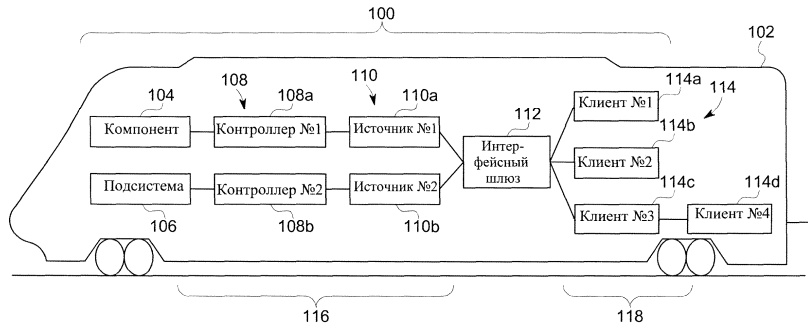 100
102
104
108
108a
110
110a
112
114a
114
Компонент
Контроллер №1
Источник №1
Клиент №1
Интер-
фейсный
шлюз
114b
Клиент №2
114c
114d
Подсистема
Контроллер №2
Источник №2
Клиент №3
Клиент №4
106
108b
110b
116
118